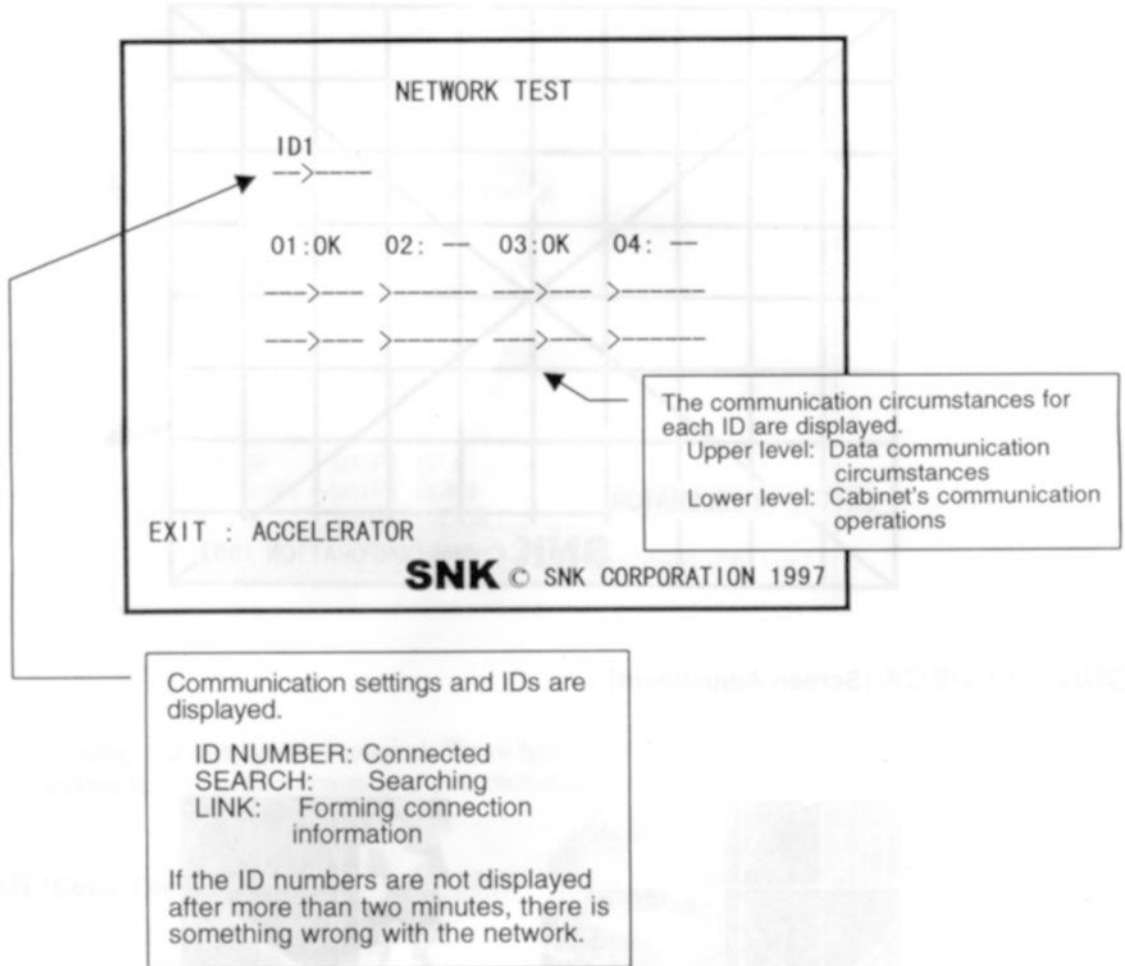 NETWORK TEST
ID1
-->-----
01:OK 02: -- 03:OK 04: --
--->--- >------ --->--- >------
--->--- >------ --->--- >------
The communication circumstances for
each ID are displayed.
Upper level: Data communication
circumstances
Lower level: Cabinet's communication
operations
EXIT : ACCELERATOR
SNK © SNK CORPORATION 1997
Communication settings and IDs are
displayed.
ID NUMBER: Connected
SEARCH: Searching
LINK: Forming connection
information
If the ID numbers are not displayed
after more than two minutes, there is
something wrong with the network.